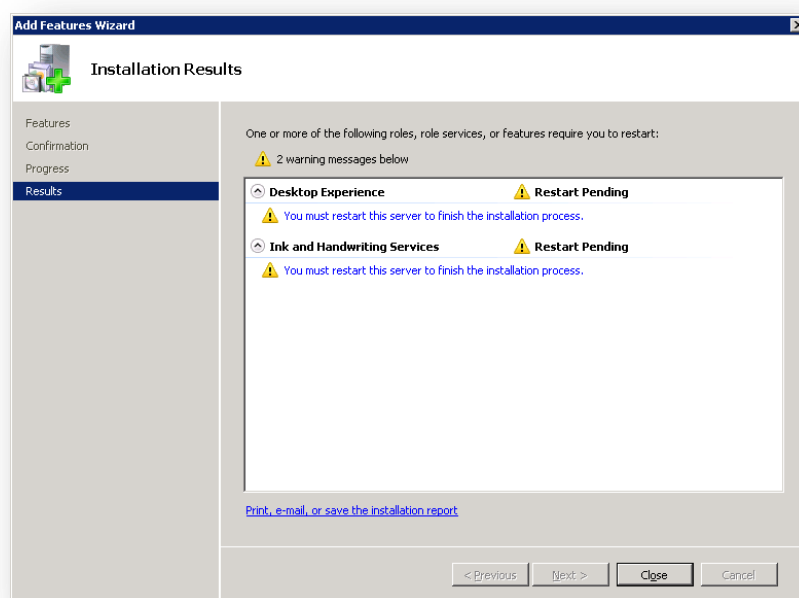 Add Features Wizard
Installation Results
Features
Confirmation
Progress
Results
One or more of the following roles, role services, or features require you to restart:
2 warning messages below
Desktop Experience Restart Pending
You must restart this server to finish the installation process.
Ink and Handwriting Services Restart Pending
You must restart this server to finish the installation process.
Print, e-mail, or save the installation report
< Previous Next > Close Cancel